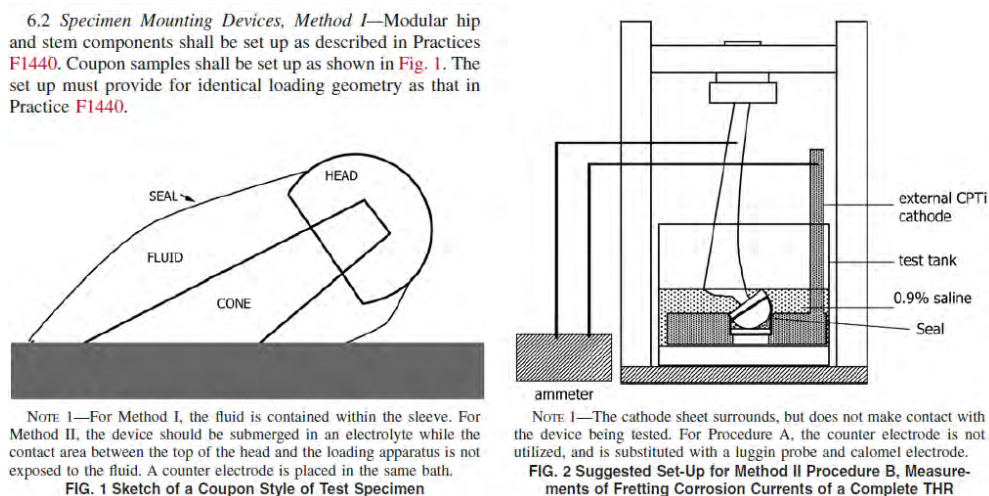 6.2 Specimen Mounting Devices, Method I—Modular hip
and stem components shall be set up as described in Practices
F1440. Coupon samples shall be set up as shown in Fig. 1. The
set up must provide for identical loading geometry as that in
Practice F1440.
HEAD
SEAL
FLUID
CONE
NOTE 1—For Method I, the fluid is contained within the sleeve. For
Method II, the device should be submerged in an electrolyte while the
contact area between the top of the head and the loading apparatus is not
exposed to the fluid. A counter electrode is placed in the same bath.
FIG. 1 Sketch of a Coupon Style of Test Specimen
external CPTi
cathode
test tank
0.9% saline
Seal
ammeter
NOTE 1—The cathode sheet surrounds, but does not make contact with
the device being tested. For Procedure A, the counter electrode is not
utilized, and is substituted with a luggin probe and calomel electrode.
FIG. 2 Suggested Set-Up for Method II Procedure B, Measure-
ments of Fretting Corrosion Currents of a Complete THR